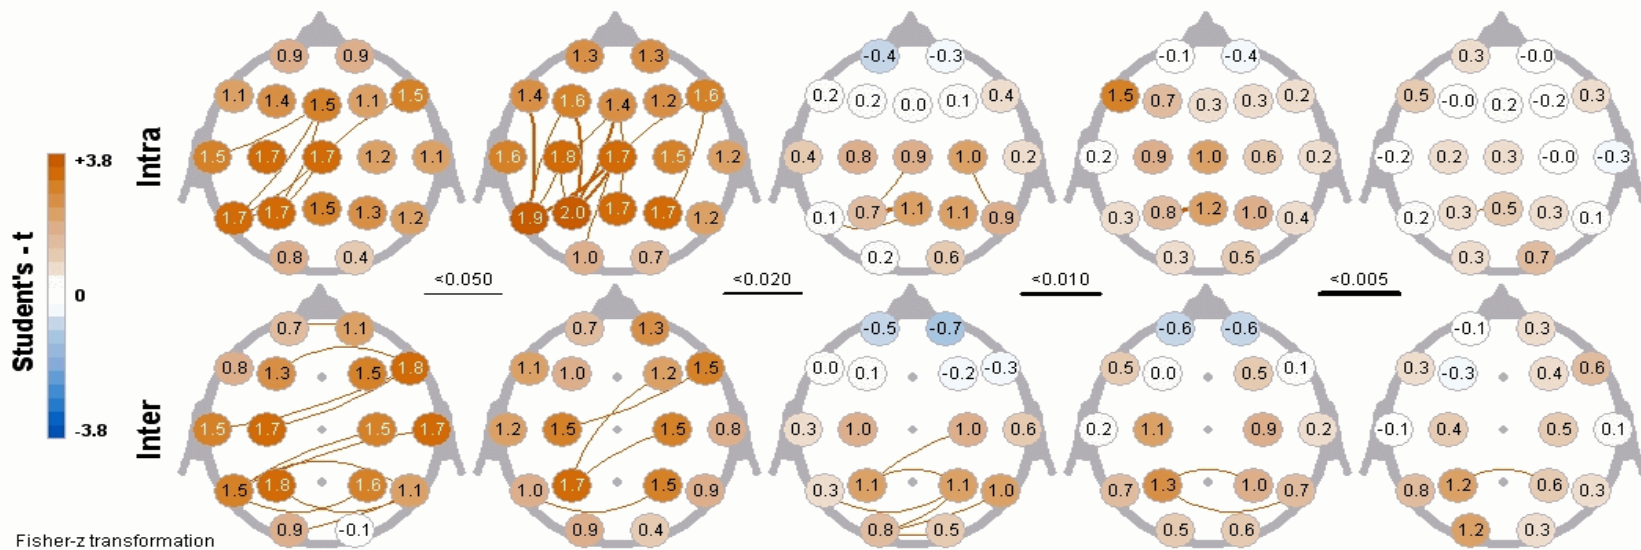 0.9 0.9 1.3 1.3 -0.4 -0.3 -0.1 -0.4 0.3 -0.0
1.1 1.4 1.5 1.1 1.5 1.4 1.6 1.4 1.2 1.6 0.2 0.2 0.0 0.1 0.4 1.5 0.7 0.3 0.3 0.2 0.5 -0.0 0.2 -0.2 0.3
Intra
+3.8 1.5 1.7 1.7 1.2 1.1 1.6 1.8 1.7 1.5 1.2 0.4 0.8 0.9 1.0 0.2 0.2 0.9 1.0 0.6 0.2 -0.2 0.2 0.3 -0.0 -0.3
1.7 1.7 1.5 1.3 1.2 1.9 2.0 1.7 1.7 1.2 0.1 0.7 1.1 1.1 0.9 0.3 0.8 1.2 1.0 0.4 0.2 0.3 0.5 0.3 0.1
0.8 0.4 1.0 0.7 0.2 0.6 0.3 0.5 0.3 0.7
<0.050 <0.020 <0.010 <0.005
Student's - t
0
0.7 1.1 0.7 1.3 -0.5 -0.7 -0.6 -0.6 -0.1 0.3
0.8 1.3 1.5 1.8 1.1 1.0 1.2 1.5 0.0 0.1 -0.2 -0.3 0.5 0.0 0.5 0.1 0.3 -0.3 0.4 0.6
Inter
-3.8 1.5 1.7 1.5 1.7 1.2 1.5 1.5 0.8 0.3 1.0 1.0 0.6 0.2 1.1 0.9 0.2 -0.1 0.4 0.5 0.1
1.5 1.8 1.6 1.1 1.0 1.7 1.5 0.9 0.3 1.1 1.1 1.0 0.7 1.3 1.0 0.7 0.8 1.2 0.6 0.3
0.9 -0.1 0.9 0.4 0.8 0.5 0.5 0.6 1.2 0.3
Fisher-z transformation